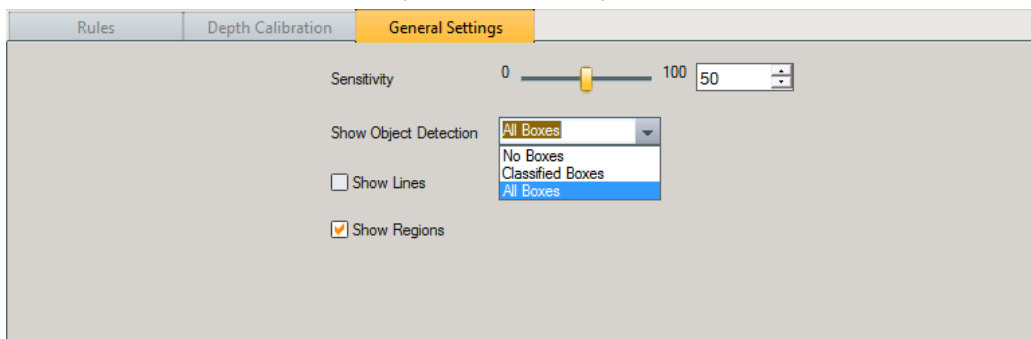 Rules Depth Calibration General Settings
Sensitivity 0 100 50
Show Object Detection All Boxes
No Boxes
Classified Boxes
All Boxes
Show Lines
Show Regions